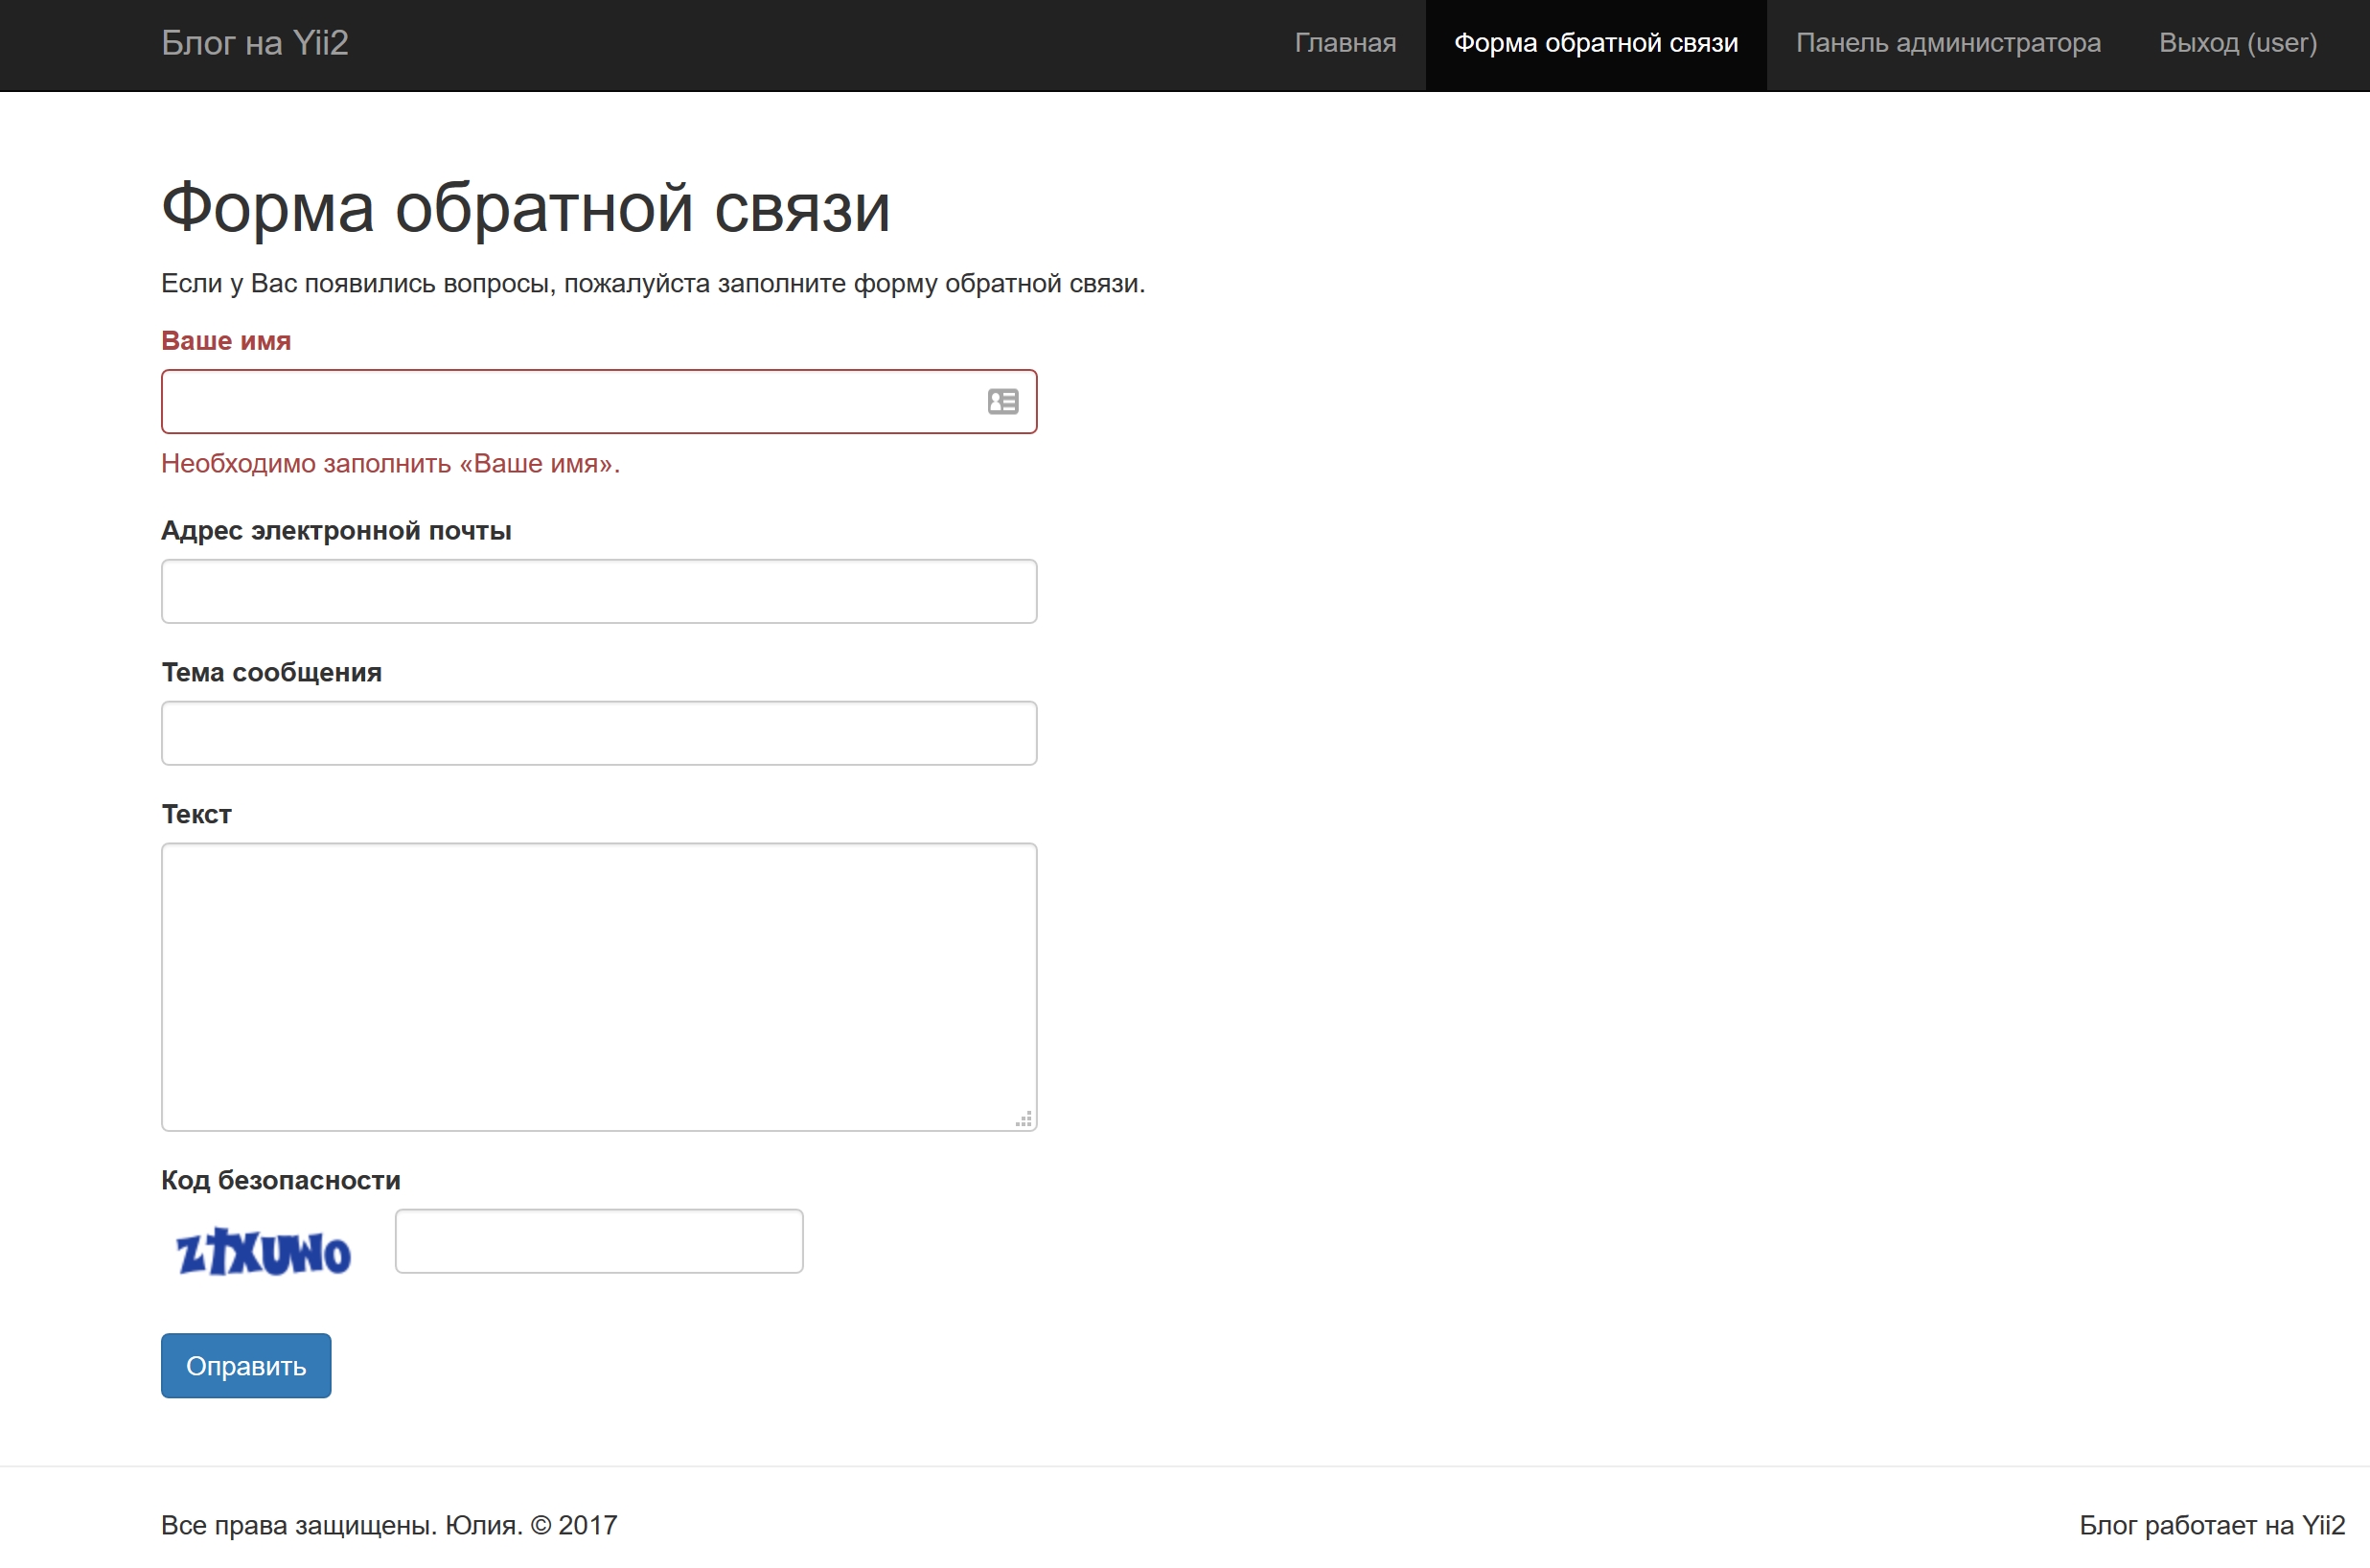 Блог на Yii2 Главная Форма обратной связи Панель администратора Выход (user)
Форма обратной связи
Если у Вас появились вопросы, пожалуйста заполните форму обратной связи.
Ваше имя
Необходимо заполнить «Ваше имя».
Адрес электронной почты
Тема сообщения
Текст
Код безопасности
ztxuwo
Оправить
Все права защищены. Юлия. © 2017 Блог работает на Yii2